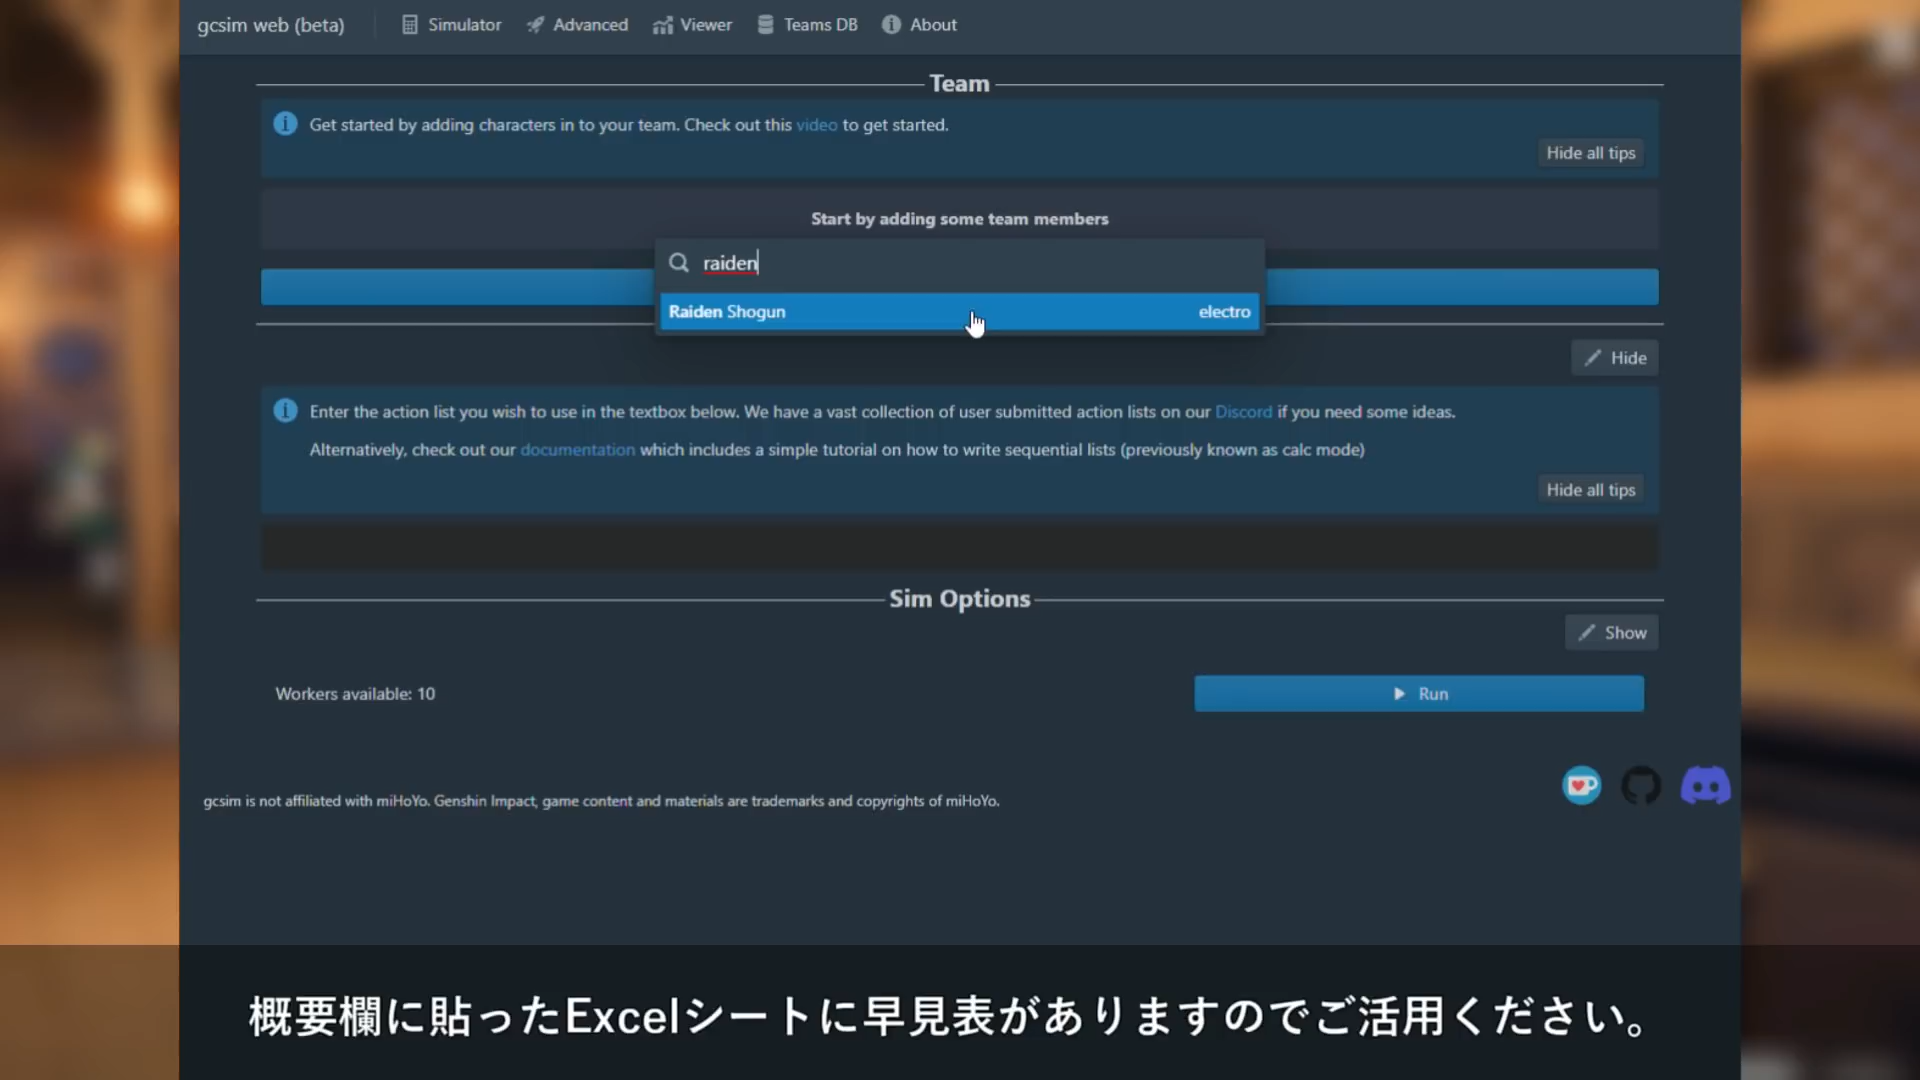 gcsim web (beta)
Simulator
Advanced
Viewer
Teams DB
About
Team
Get started by adding characters in to your team. Check out this video to get started.
Hide all tips
Start by adding some team members
raiden
Raiden Shogun
electro
Hide
Enter the action list you wish to use in the textbox below. We have a vast collection of user submitted action lists on our Discord if you need some ideas.
Alternatively, check out our documentation which includes a simple tutorial on how to write sequential lists (previously known as calc mode)
Hide all tips
Sim Options
Show
Workers available: 10
Run
gcsim is not affiliated with miHoYo. Genshin Impact, game content and materials are trademarks and copyrights of miHoYo.
概要欄に貼ったExcelシートに早見表がありますのでご活用ください。